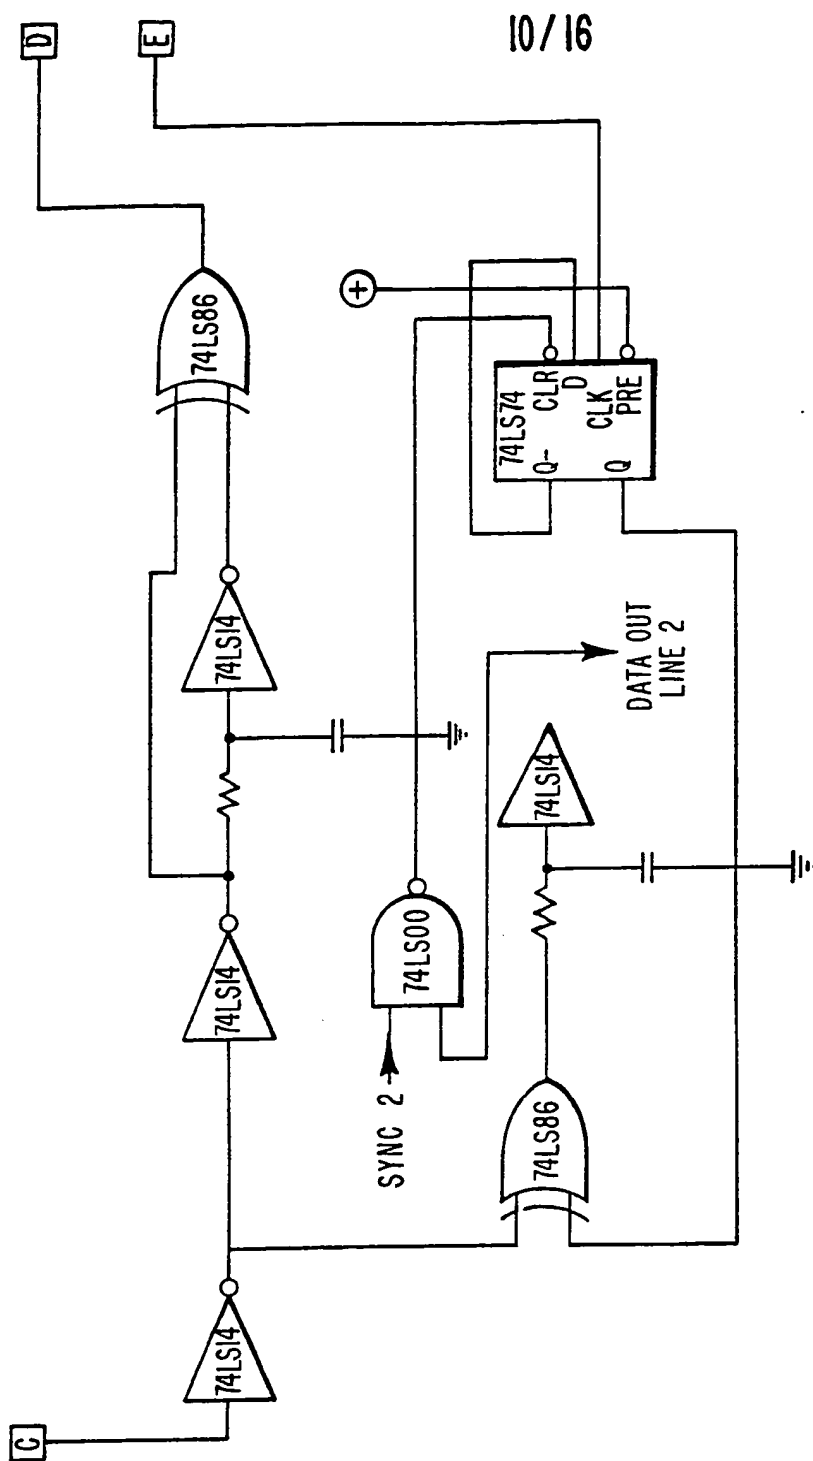 10/16
D
E
C
74LS14
74LS14
74LS14
74LS86
SYNC 2
74LS00
74LS86
74LS14
DATA OUT
LINE 2
74LS74
Q-
CLR
D
CLK
PRE
Q
+